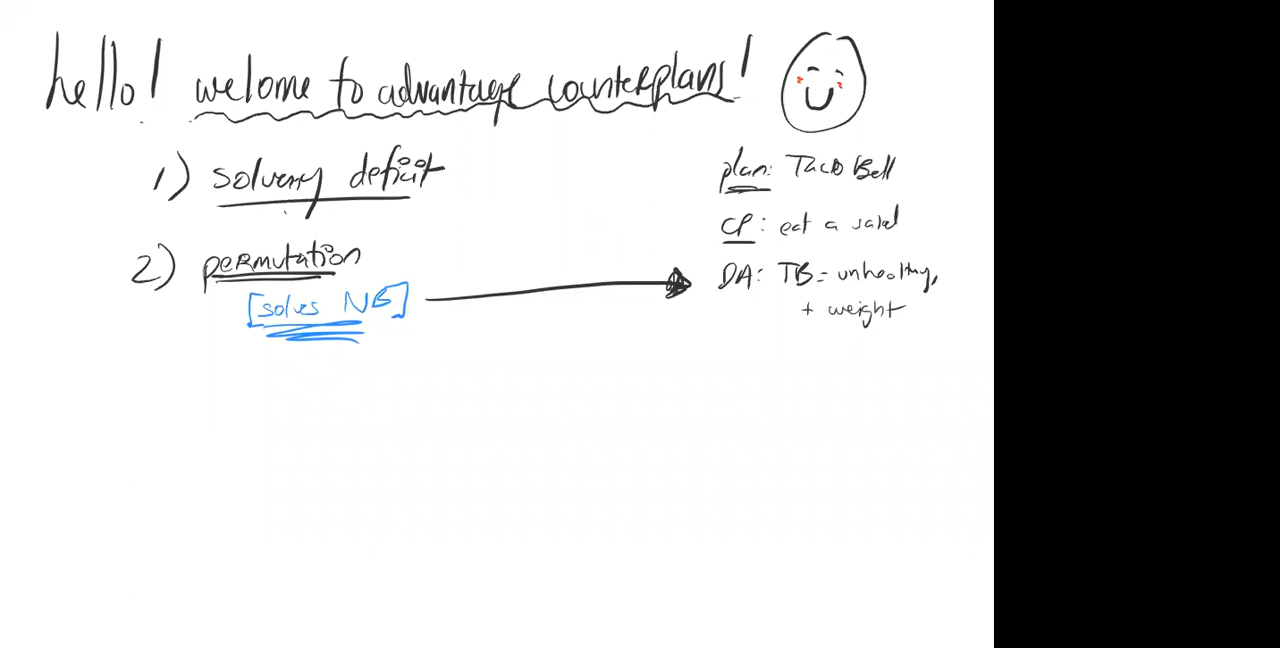 hello! welome to advantage counterplans!
1) solvency deficit
2) permutation
[solves NB]
plan: Taco Bell
CP: eat a salad
DA: TB = unhealthy,
+ weight